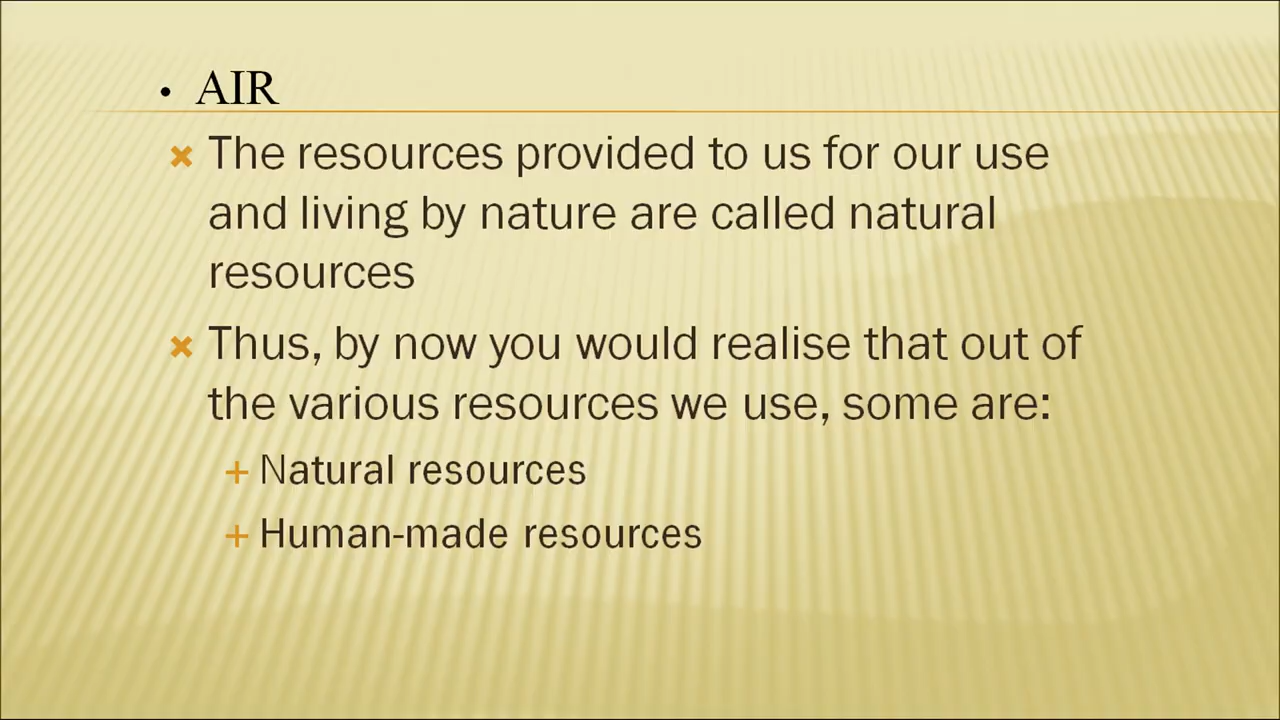 • AIR
The resources provided to us for our use
and living by nature are called natural
resources
Thus, by now you would realise that out of
the various resources we use, some are:
+ Natural resources
+ Human-made resources